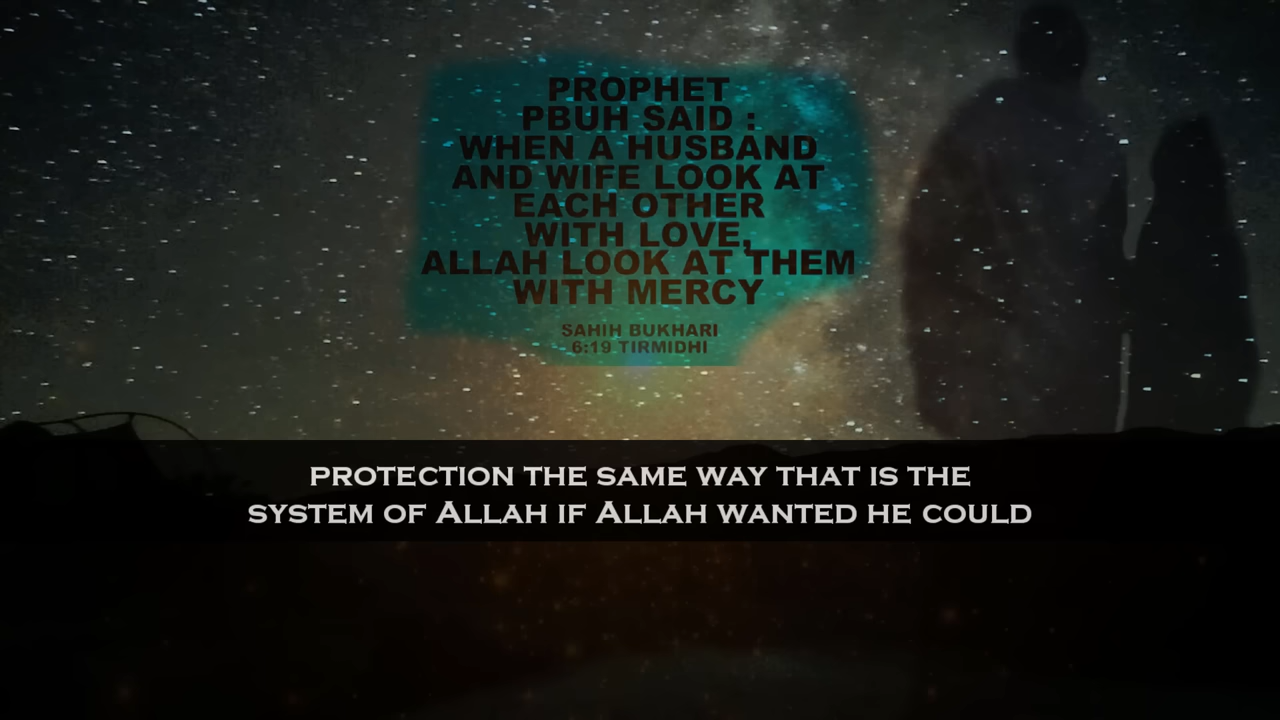 PROPHET
PBUH SAID :
WHEN A HUSBAND
AND WIFE LOOK AT
EACH OTHER
WITH LOVE,
ALLAH LOOK AT THEM
WITH MERCY
SAHIH BUKHARI
6:19 TIRMIDHI
PROTECTION THE SAME WAY THAT IS THE
SYSTEM OF ALLAH IF ALLAH WANTED HE COULD